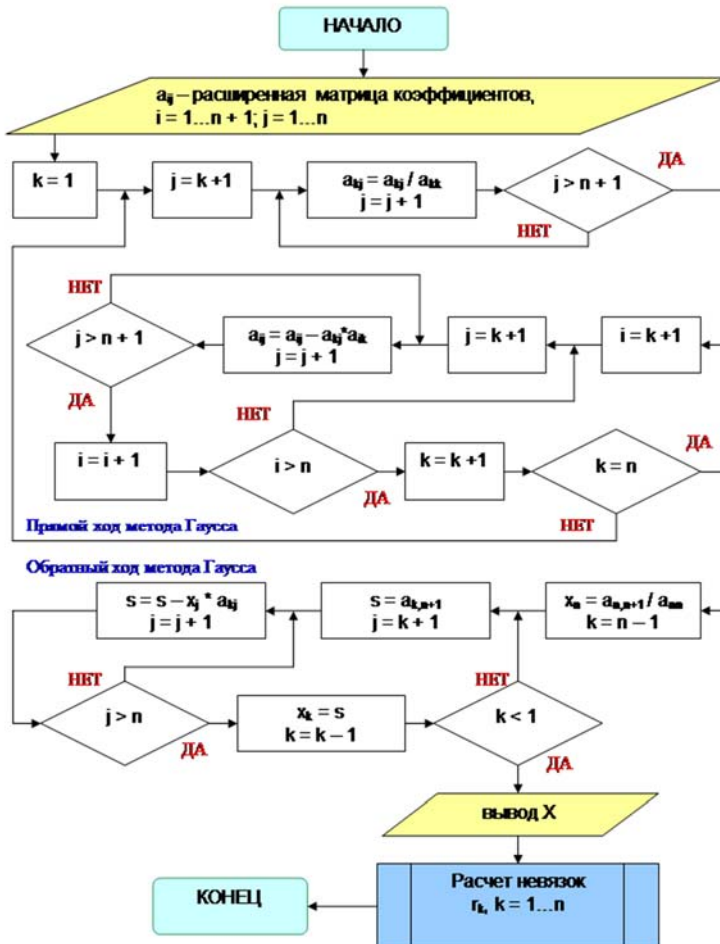 НАЧАЛО
aij – расширенная матрица коэффициентов,
i = 1...n + 1; j = 1...n
k = 1
j = k +1
akj = akj / akk
j = j + 1
j > n + 1
ДА
НЕТ
НЕТ
j > n + 1
aij = aij – akj*aik
j = j + 1
j = k +1
i = k +1
ДА
НЕТ
i = i + 1
i > n
ДА
k = k +1
k = n
ДА
НЕТ
Прямой ход метода Гаусса
Обратный ход метода Гаусса
s = s – xj * akj
j = j + 1
s = ak,n+1
j = k + 1
xn = an,n+1 / ann
k = n – 1
НЕТ
j > n
ДА
xk = s
k = k – 1
НЕТ
k < 1
ДА
вывод X
Расчет невязок
rk, k = 1...n
КОНЕЦ